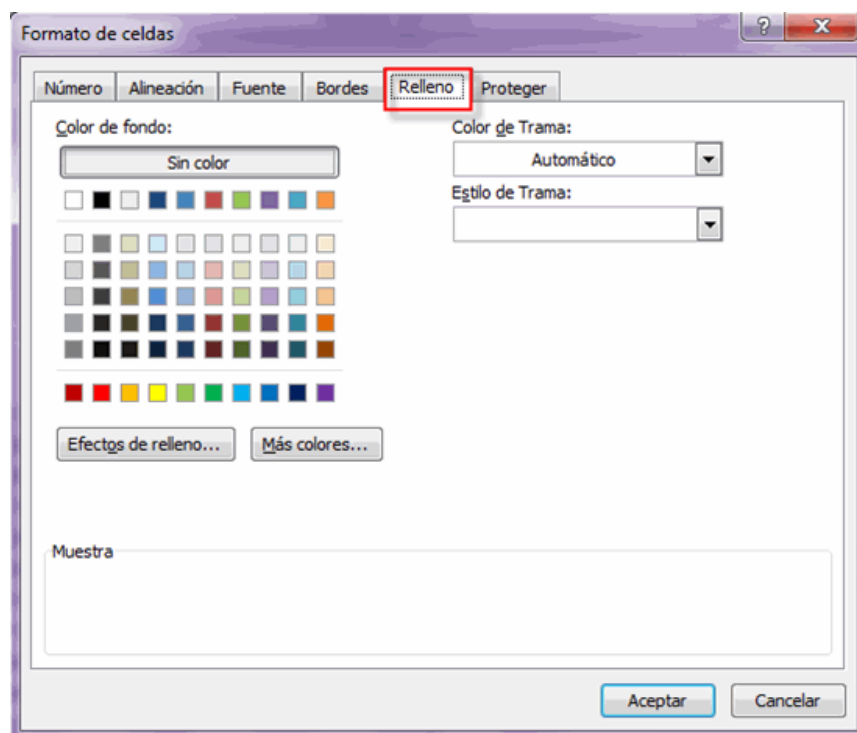 Formato de celdas
Número Alineación Fuente Bordes Relleno Proteger
Color de fondo:
Sin color
Color de Trama:
Automático
Estilo de Trama:
Efectos de relleno... Más colores...
Muestra
Aceptar Cancelar